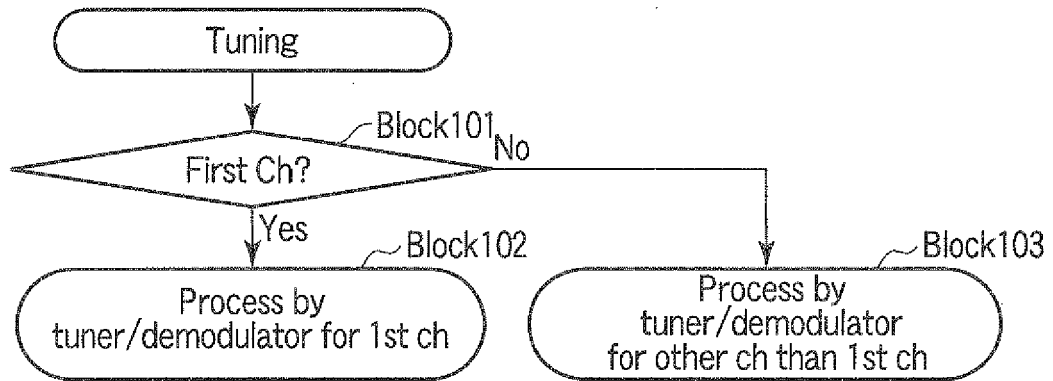 Tuning
Block101
First Ch?
No
Yes
Block102
Process by
tuner/demodulator for 1st ch
Block103
Process by
tuner/demodulator
for other ch than 1st ch